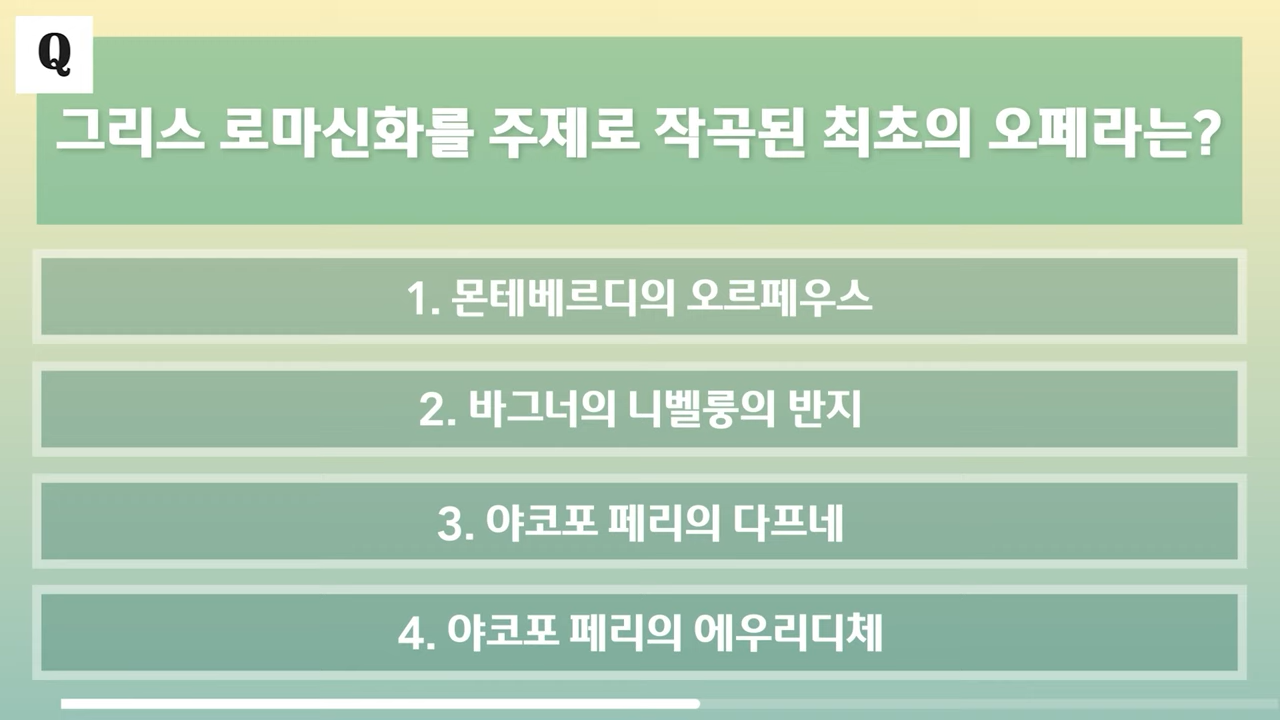 Q
그리스 로마신화를 주제로 작곡된 최초의 오페라는?
1. 몬테베르디의 오르페우스
2. 바그너의 니벨룽의 반지
3. 야코포 페리의 다프네
4. 야코포 페리의 에우리디체